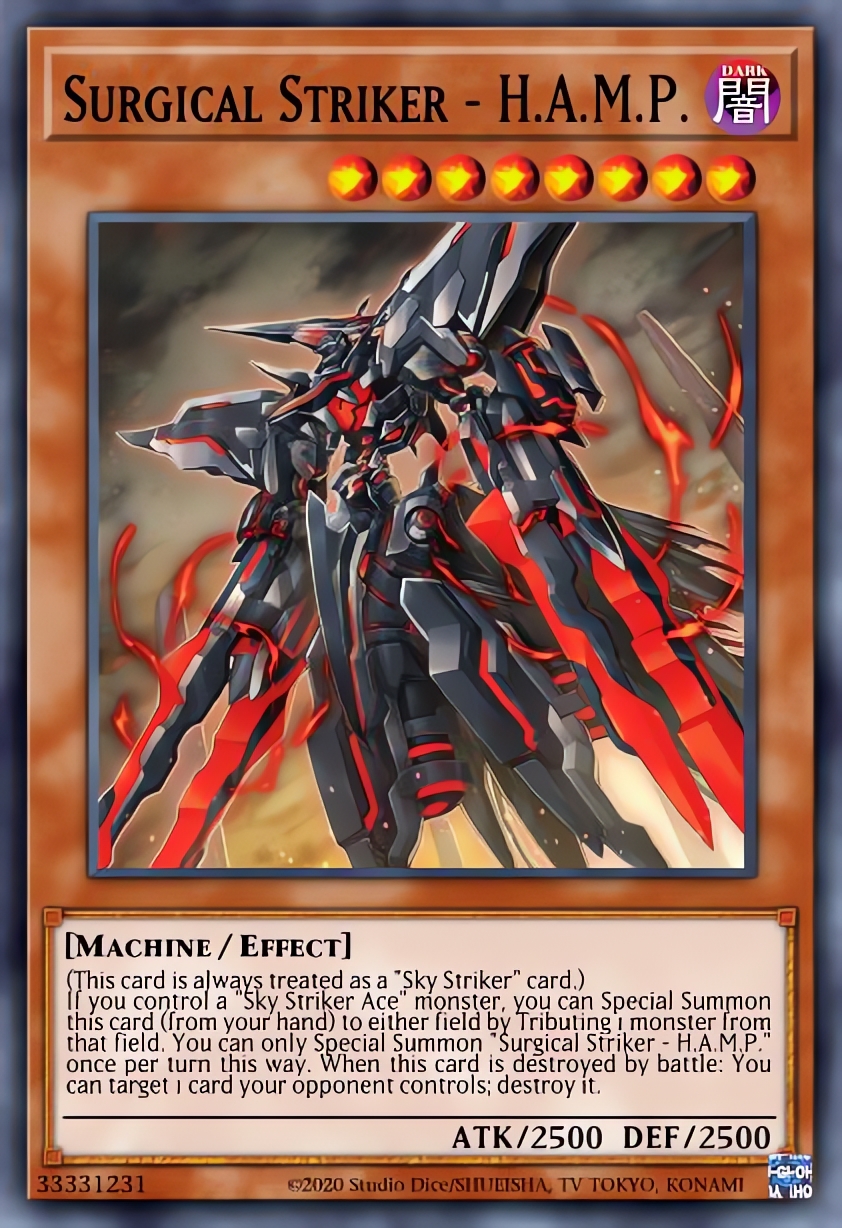 SURGICAL STRIKER - H.A.M.P.
DARK
闇
[MACHINE / EFFECT]
(This card is always treated as a "Sky Striker" card.)
If you control a "Sky Striker Ace" monster, you can Special Summon
this card (from your hand) to either field by Tributing 1 monster from
that field. You can only Special Summon "Surgical Striker - H.A.M.P."
once per turn this way. When this card is destroyed by battle: You
can target 1 card your opponent controls; destroy it.
ATK/2500 DEF/2500
33331231
©2020 Studio Dice/SHUEISHA, TV TOKYO, KONAMI